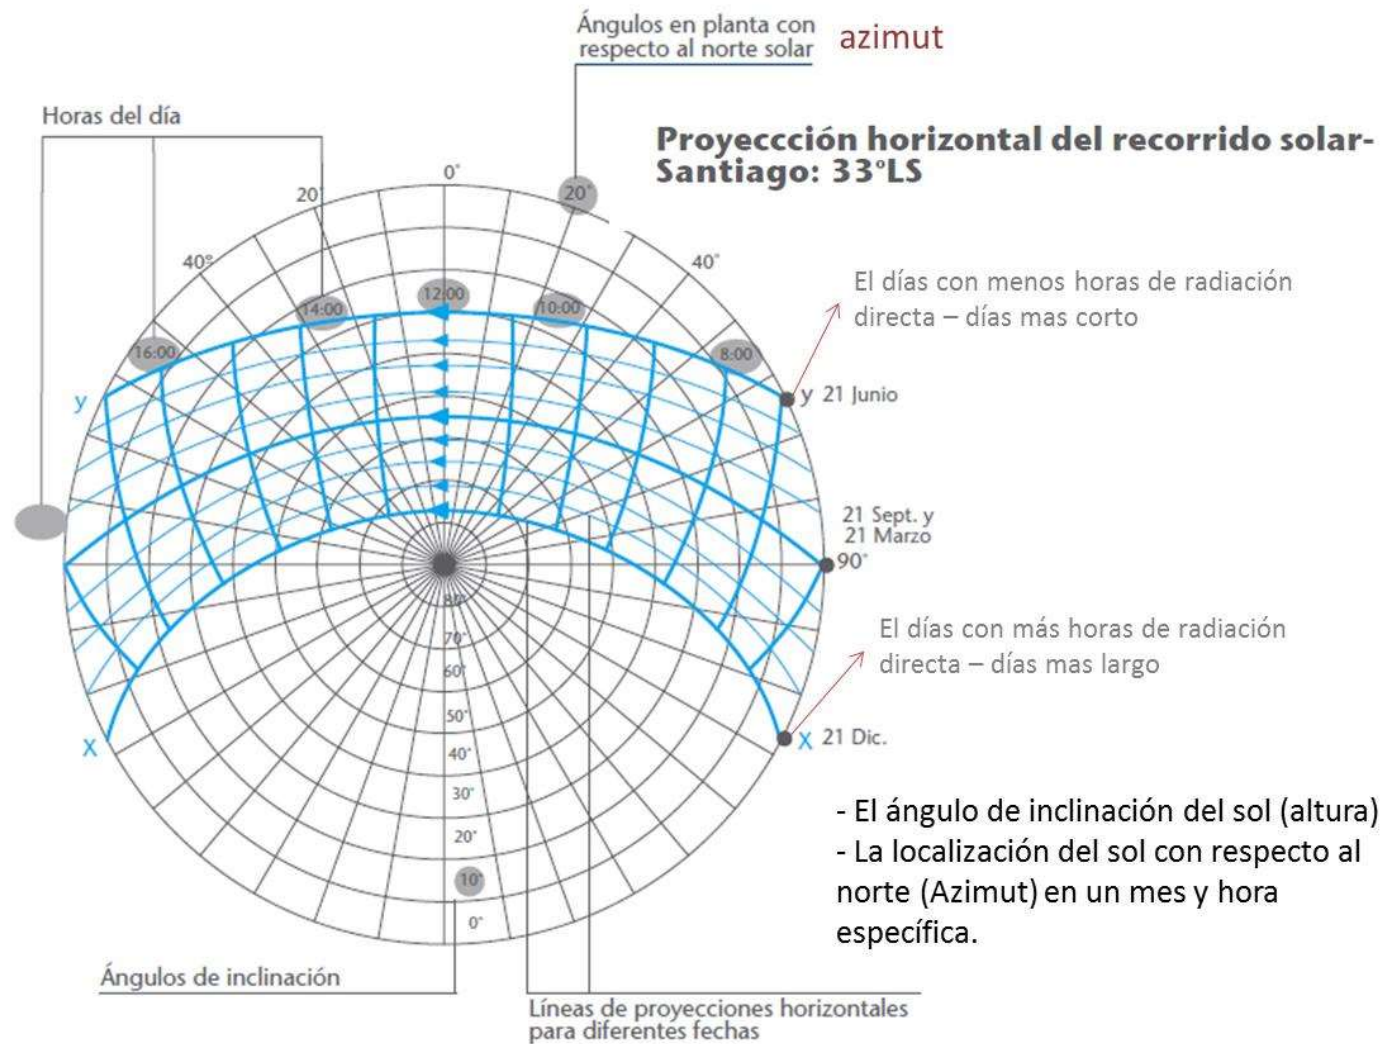 Ángulos en planta con
respecto al norte solar
azimut
Horas del día
Proyeccción horizontal del recorrido solar-
Santiago: 33°LS
0°
20°
20°
40°
40°
12:00
14:00
10:00
16:00
8:00
El días con menos horas de radiación
directa – días mas corto
y
y 21 Junio
21 Sept. y
21 Marzo
90°
80°
70°
60°
50°
40°
30°
20°
10°
0°
El días con más horas de radiación
directa – días mas largo
X
X 21 Dic.
- El ángulo de inclinación del sol (altura)
- La localización del sol con respecto al
norte (Azimut) en un mes y hora
específica.
Ángulos de inclinación
Líneas de proyecciones horizontales
para diferentes fechas